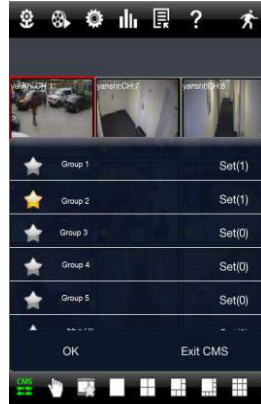 ?
yanshi:CH:1
yanshi:CH:7
yanshi:CH:8
Group 1 Set(1)
Group 2 Set(1)
Group 3 Set(0)
Group 4 Set(0)
Group 5 Set(0)
OK Exit CMS
CMS